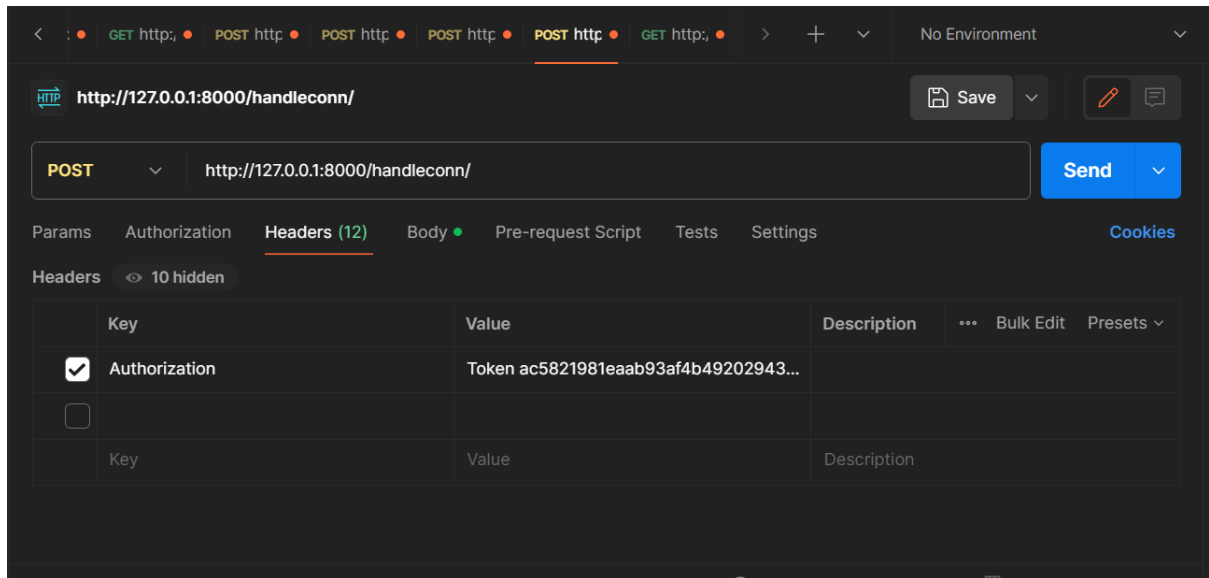 : GET http:, POST http POST http POST http POST http GET http:, No Environment
HTTP http://127.0.0.1:8000/handleconn/ Save
POST http://127.0.0.1:8000/handleconn/ Send
Params Authorization Headers (12) Body Pre-request Script Tests Settings Cookies
Headers 10 hidden
Key Value Description Bulk Edit Presets
Authorization Token ac5821981eaab93af4b49202943...
Key Value Description